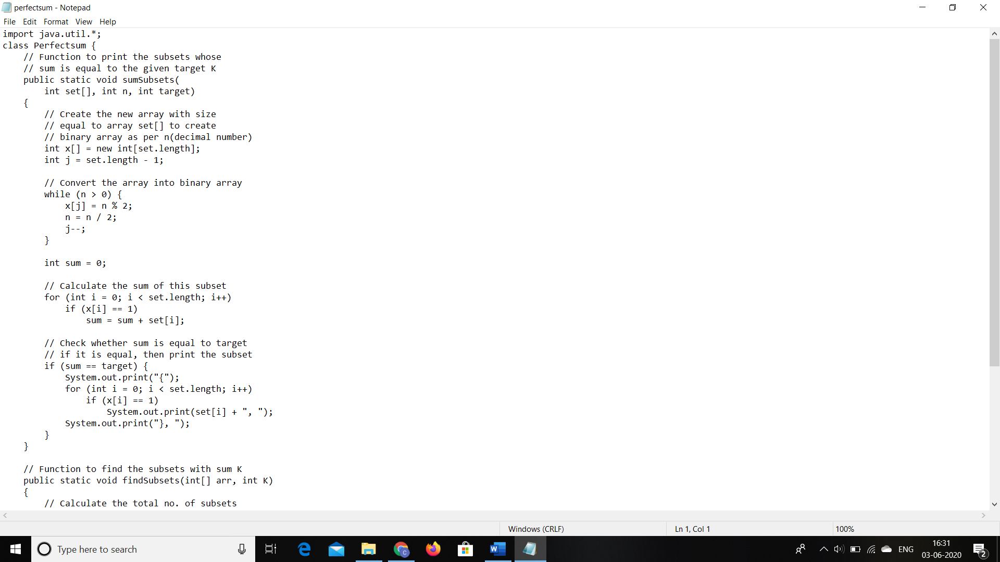 perfectsum - Notepad
File Edit Format View Help
import java.util.*;
class Perfectsum {
    // Function to print the subsets whose
    // sum is equal to the given target K
    public static void sumSubsets(
        int set[], int n, int target)
    {
        // Create the new array with size
        // equal to array set[] to create
        // binary array as per n(decimal number)
        int x[] = new int[set.length];
        int j = set.length - 1;

        // Convert the array into binary array
        while (n > 0) {
            x[j] = n % 2;
            n = n / 2;
            j--;
        }

        int sum = 0;

        // Calculate the sum of this subset
        for (int i = 0; i < set.length; i++)
            if (x[i] == 1)
                sum = sum + set[i];

        // Check whether sum is equal to target
        // if it is equal, then print the subset
        if (sum == target) {
            System.out.print("{");
            for (int i = 0; i < set.length; i++)
                if (x[i] == 1)
                    System.out.print(set[i] + ", ");
            System.out.print("}, ");
        }
    }

    // Function to find the subsets with sum K
    public static void findSubsets(int[] arr, int K)
    {
        // Calculate the total no. of subsets
Windows (CRLF) Ln 1, Col 1 100%
Type here to search
C
W
ENG
16:31
03-06-2020
2